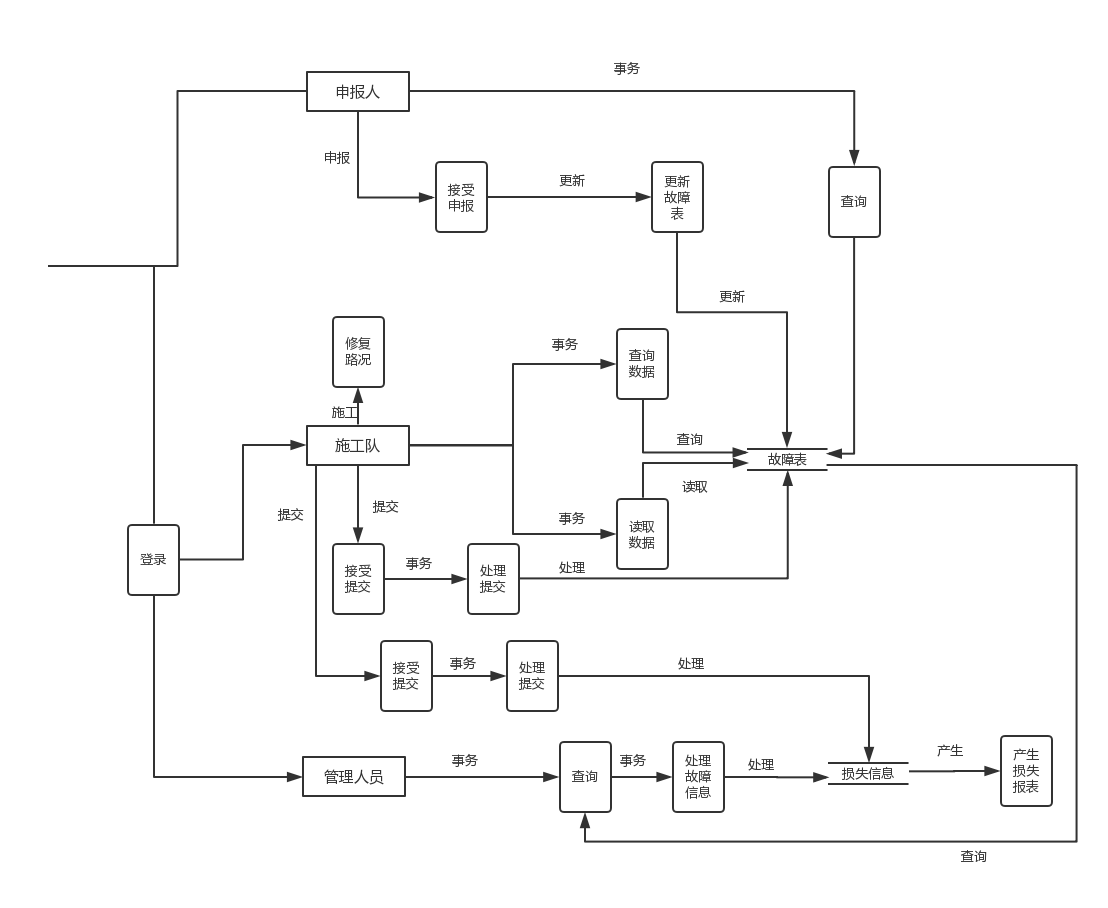 事务
申报人
申报
接受
申报
更新
更新
故障
表
查询
更新
修复
路况
事务
查询
数据
施工
施工队
查询
故障表
读取
提交
提交
事务
读取
数据
登录
接受
提交
事务
处理
提交
处理
接受
提交
事务
处理
提交
处理
管理人员
事务
查询
事务
处理
故障
信息
处理
损失信息
产生
产生
损失
报表
查询